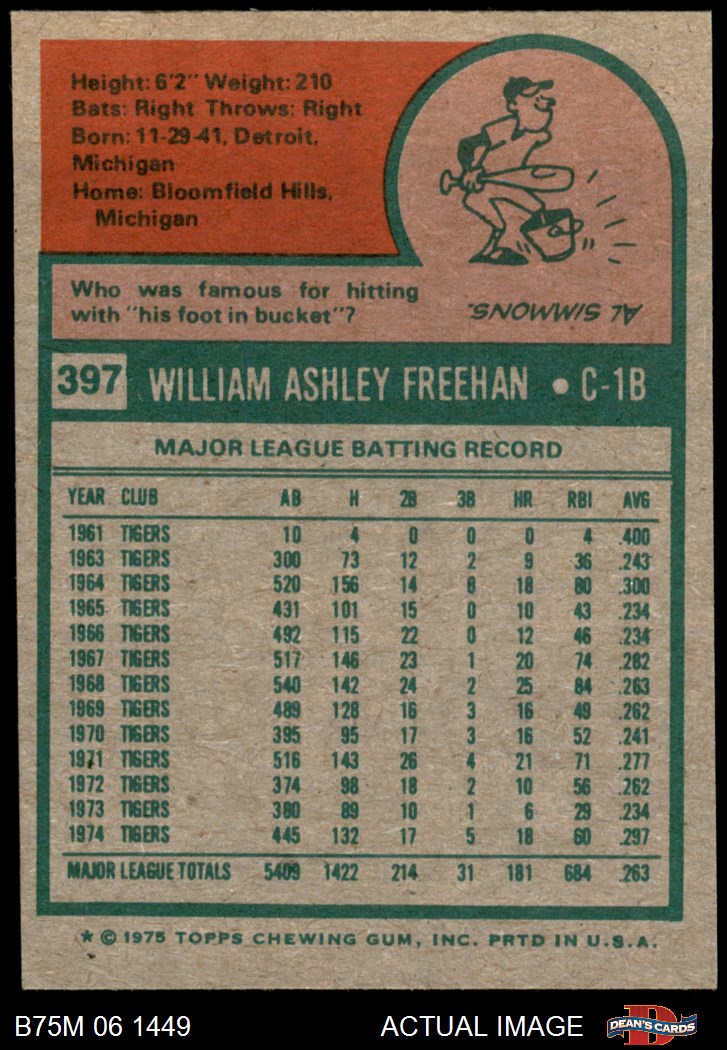 Height: 6'2" Weight: 210
Bats: Right Throws: Right
Born: 11-29-41, Detroit,
Michigan
Home: Bloomfield Hills,
Michigan
Who was famous for hitting
with "his foot in bucket"?
AL SIMMONS.
397 WILLIAM ASHLEY FREEHAN • C-1B
MAJOR LEAGUE BATTING RECORD
YEAR CLUB AB H 2B 3B HR RBI AVG
1961 TIGERS 10 4 0 0 0 4 .400
1963 TIGERS 300 73 12 2 9 36 .243
1964 TIGERS 520 156 14 8 18 80 .300
1965 TIGERS 431 101 15 0 10 43 .234
1966 TIGERS 492 115 22 0 12 46 .234
1967 TIGERS 517 146 23 1 20 74 .282
1968 TIGERS 540 142 24 2 25 84 .263
1969 TIGERS 489 128 16 3 16 49 .262
1970 TIGERS 395 95 17 3 16 52 .241
1971 TIGERS 516 143 26 4 21 71 .277
1972 TIGERS 374 98 18 2 10 56 .262
1973 TIGERS 380 89 10 1 6 29 .234
1974 TIGERS 445 132 17 5 18 60 .297
MAJOR LEAGUE TOTALS 5409 1422 214 31 181 684 .263
* © 1975 TOPPS CHEWING GUM, INC. PRTD IN U.S.A.
B75M 06 1449 ACTUAL IMAGE D DEAN'S CARDS